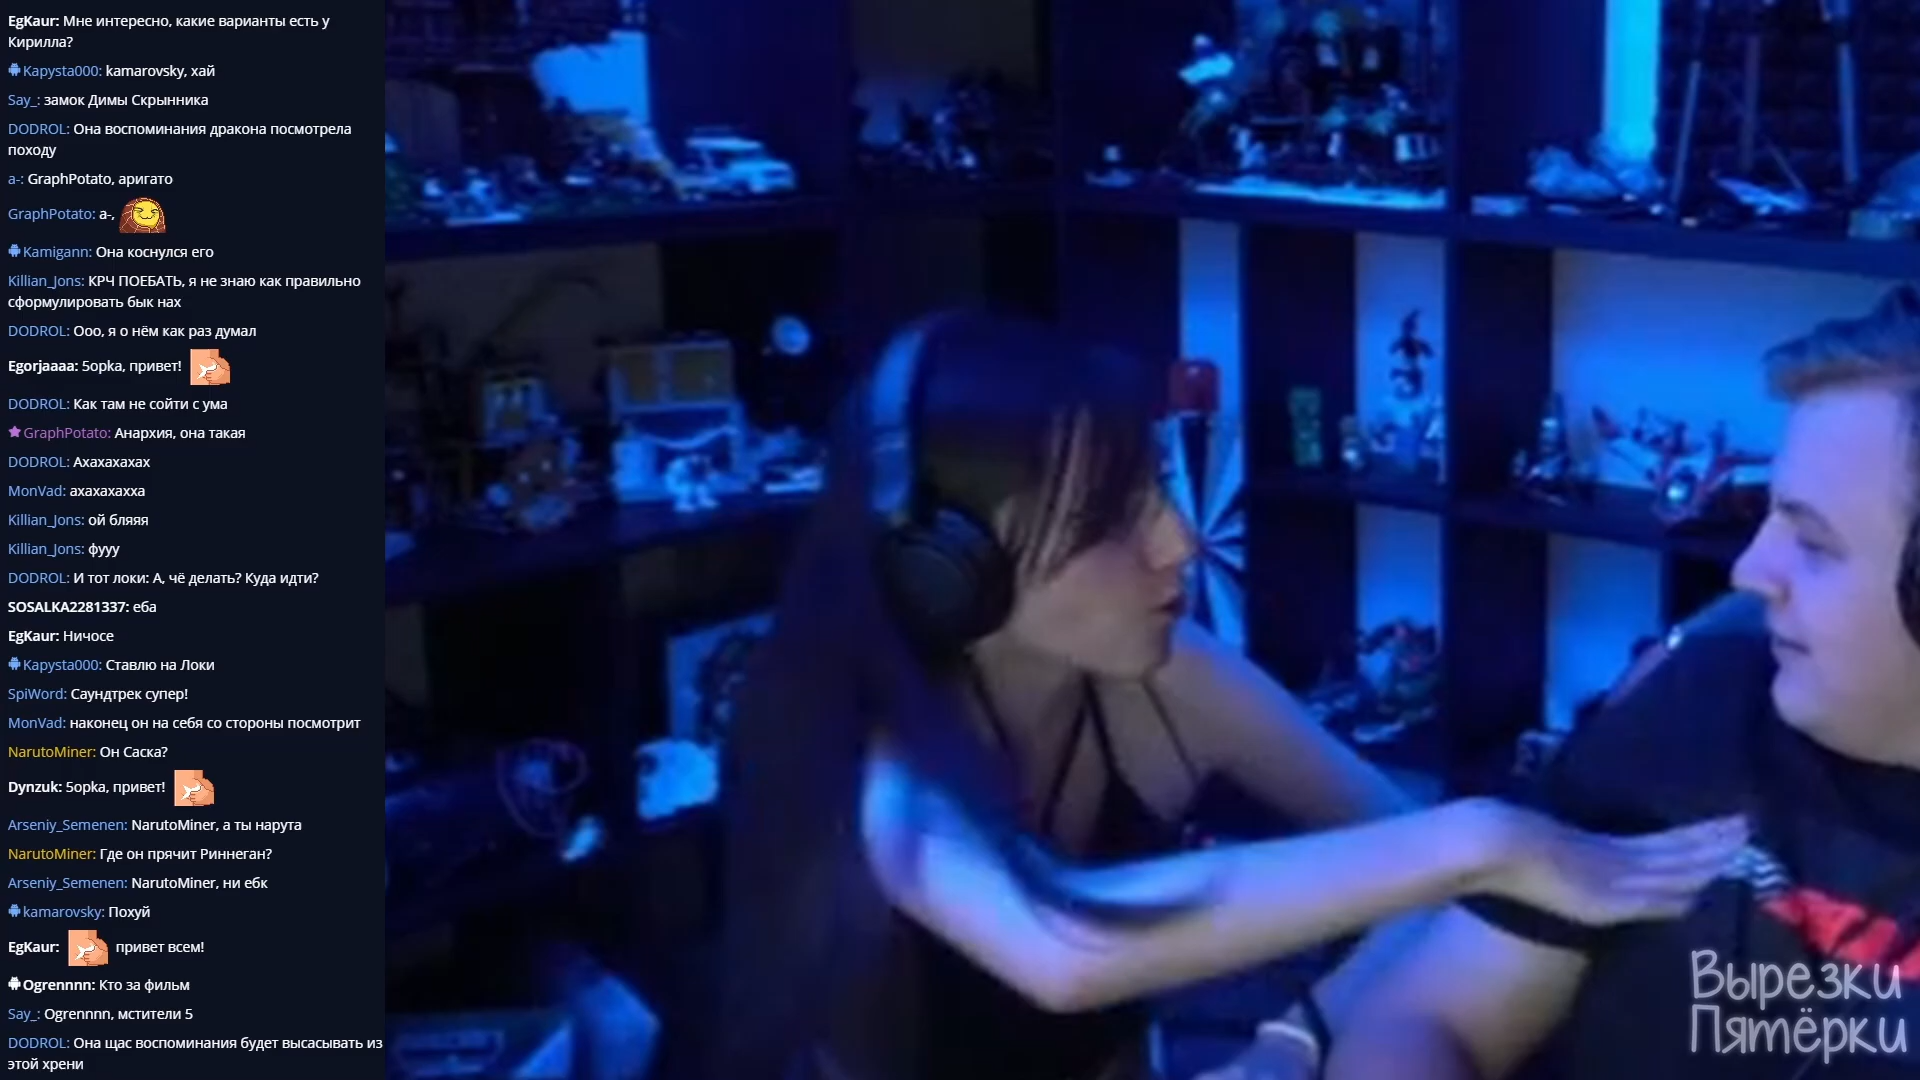 EgKaur: Мне интересно, какие варианты есть у
Кирилла?
Kapysta000: kamarovsky, хай
Say_: замок Димы Скрынника
DODROL: Она воспоминания дракона посмотрела
походу
a-: GraphPotato, аригато
GraphPotato: a-,
Kamigann: Она коснулся его
Killian_Jons: КРЧ ПОЕБАТЬ, я не знаю как правильно
сформулировать бык нах
DODROL: Ооо, я о нём как раз думал
Egorjaaaa: 5opka, привет!
DODROL: Как там не сойти с ума
GraphPotato: Анархия, она такая
DODROL: Ахахахахах
MonVad: ахахахахха
Killian_Jons: ой бляяя
Killian_Jons: фууу
DODROL: И тот локи: А, чё делать? Куда идти?
SOSALKA2281337: еба
EgKaur: Ничосе
Kapysta000: Ставлю на Локи
SpiWord: Саундтрек супер!
MonVad: наконец он на себя со стороны посмотрит
NarutoMiner: Он Саска?
Dynzuk: 5opka, привет!
Arseniy_Semenen: NarutoMiner, а ты нарута
NarutoMiner: Где он прячит Риннеган?
Arseniy_Semenen: NarutoMiner, ни ебк
kamarovsky: Похуй
EgKaur: привет всем!
Ogrennnn: Кто за фильм
Say_: Ogrennnn, мстители 5
DODROL: Она щас воспоминания будет высасывать из
этой хрени
Вырезки
Пятёрки